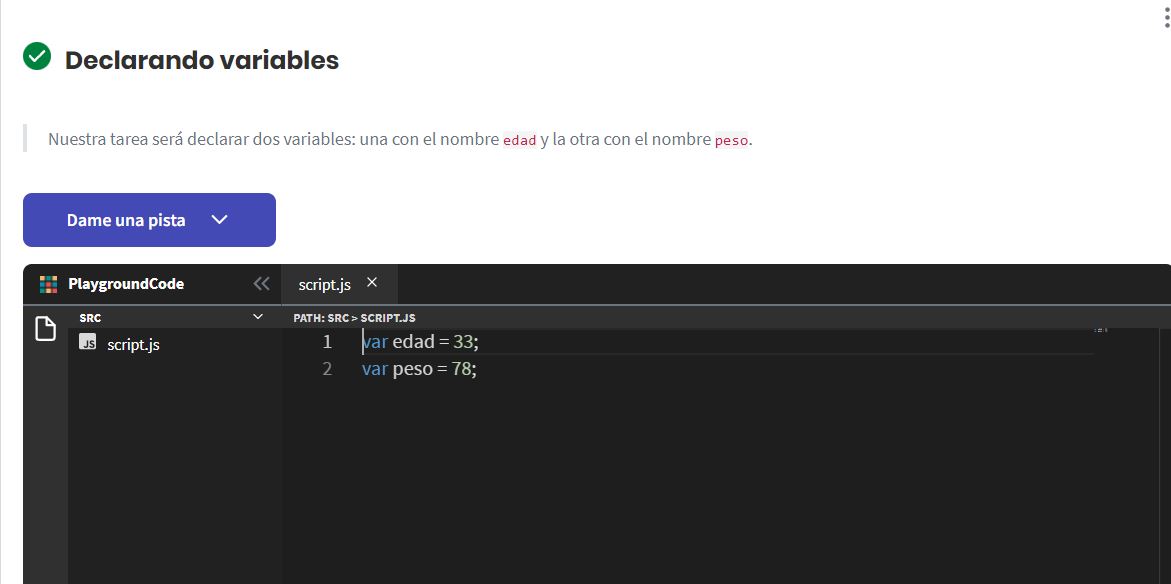 Declarando variables
Nuestra tarea será declarar dos variables: una con el nombre edad y la otra con el nombre peso.
Dame una pista
PlaygroundCode
script.js
SRC
PATH: SRC > SCRIPT.JS
JS script.js
1 var edad = 33;
2 var peso = 78;